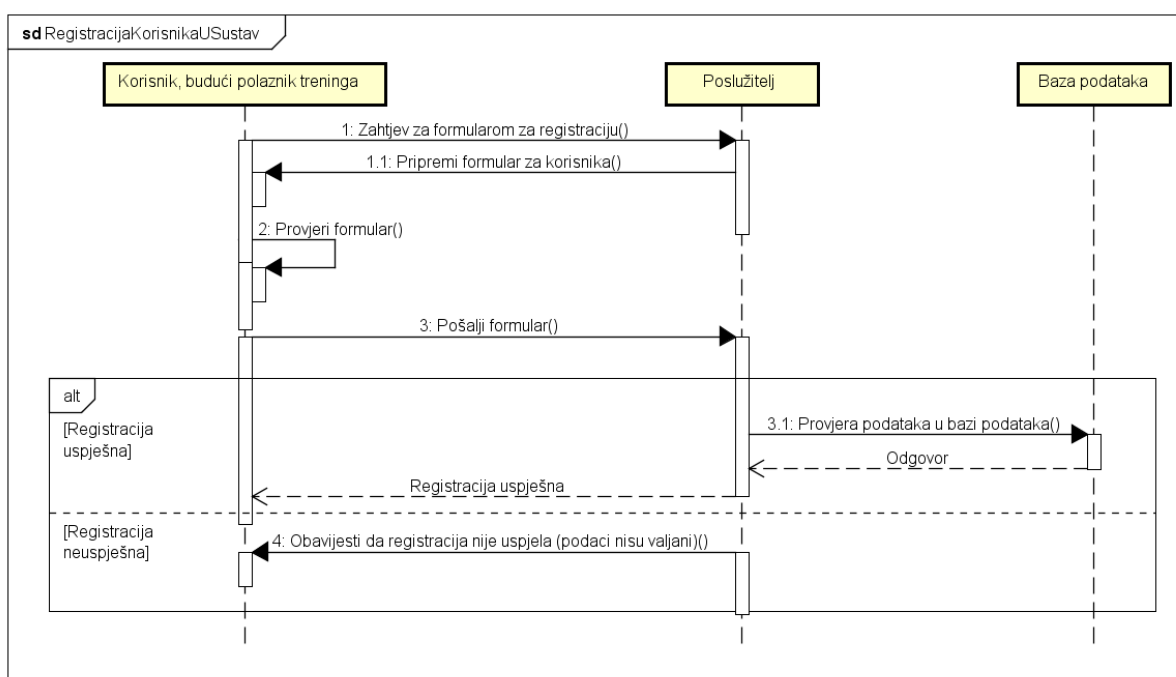 sd RegistracijaKorisnikaUSustav
Korisnik, budući polaznik treninga
Poslužitelj
Baza podataka
1: Zahtjev za formularom za registraciju()
1.1: Pripremi formular za korisnika()
2: Provjeri formular()
3: Pošalji formular()
alt
[Registracija
uspješna]
3.1: Provjera podataka u bazi podataka()
Odgovor
Registracija uspješna
[Registracija
neuspješna]
4: Obavijesti da registracija nije uspjela (podaci nisu valjani)()